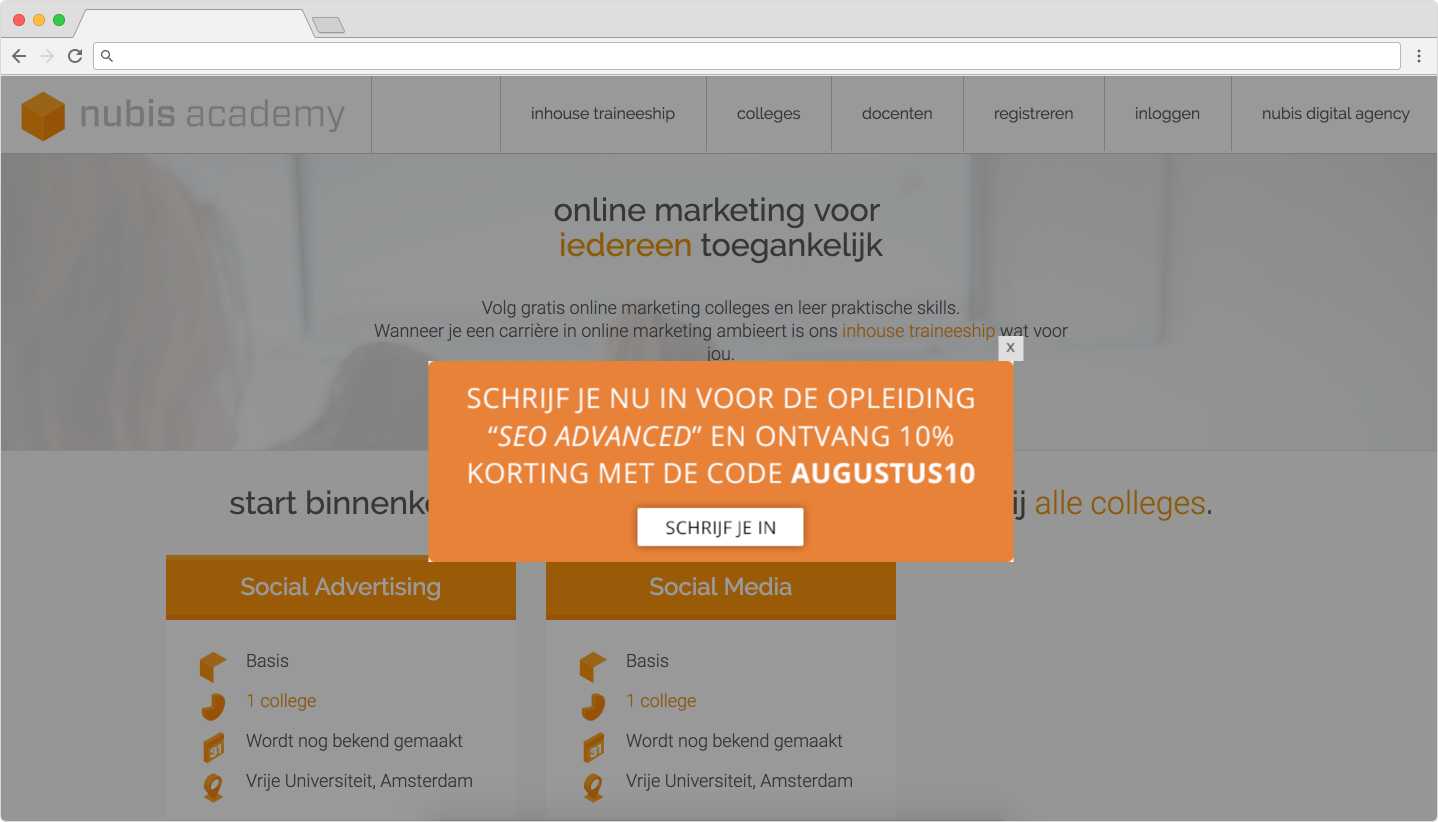 nubis academy
inhouse traineeship
colleges
docenten
registreren
inloggen
nubis digital agency
online marketing voor
iedereen toegankelijk
Volg gratis online marketing colleges en leer praktische skills.
Wanneer je een carrière in online marketing ambieert is ons inhouse traineeship wat voor
jou.
X
SCHRIJF JE NU IN VOOR DE OPLEIDING
“SEO ADVANCED” EN ONTVANG 10%
KORTING MET DE CODE AUGUSTUS10
SCHRIJF JE IN
start binnenk
ij alle colleges.
Social Advertising
Basis
1 college
31
Wordt nog bekend gemaakt
Vrije Universiteit, Amsterdam
Social Media
Basis
1 college
31
Wordt nog bekend gemaakt
Vrije Universiteit, Amsterdam